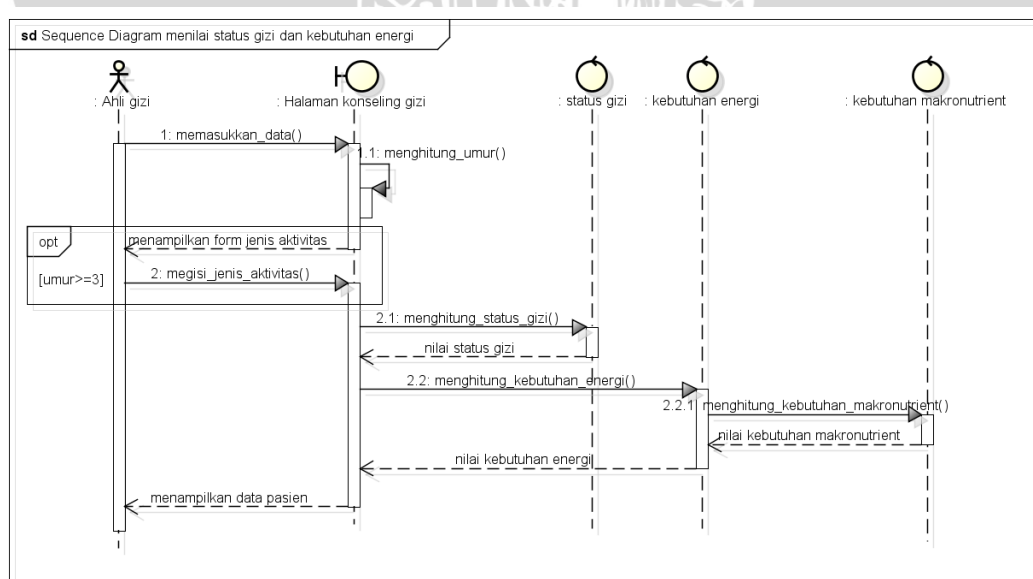 sd Sequence Diagram menilai status gizi dan kebutuhan energi
: Ahli gizi
: Halaman konseling gizi
: status gizi
: kebutuhan energi
: kebutuhan makronutrient
1: memasukkan_data()
1.1: menghitung_umur()
opt
menampilkan form jenis aktivitas
[umur>=3]
2: megisi_jenis_aktivitas()
2.1: menghitung_status_gizi()
nilai status gizi
2.2: menghitung_kebutuhan_energi()
2.2.1: menghitung_kebutuhan_makronutrient()
nilai kebutuhan makronutrient
nilai kebutuhan energi
menampilkan data pasien